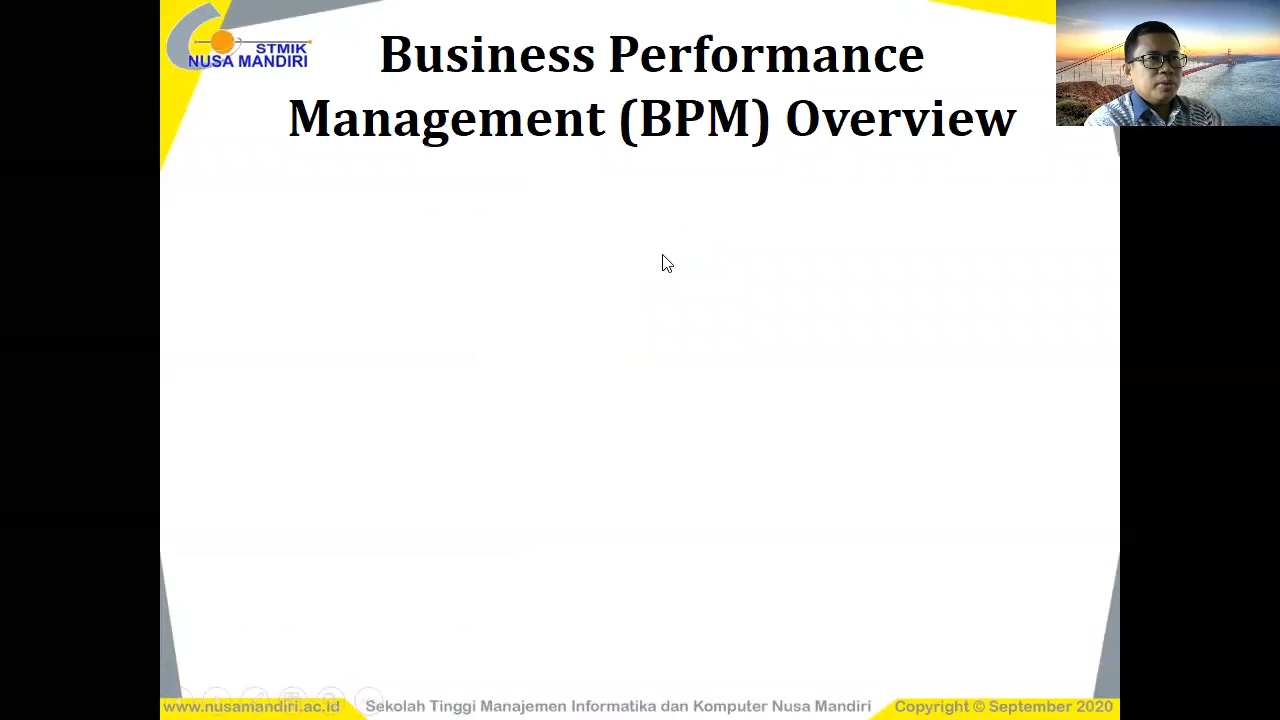 STMIK
NUSA MANDIRI
Business Performance
Management (BPM) Overview
www.nusamandiri.ac.id Sekolah Tinggi Manajemen Informatika dan Komputer Nusa Mandiri Copyright © September 2020